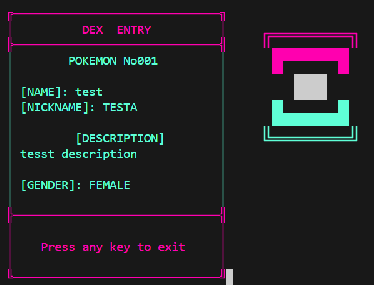 DEX ENTRY
POKEMON No001
[NAME]: test
[NICKNAME]: TESTA
[DESCRIPTION]
tesst description
[GENDER]: FEMALE
Press any key to exit